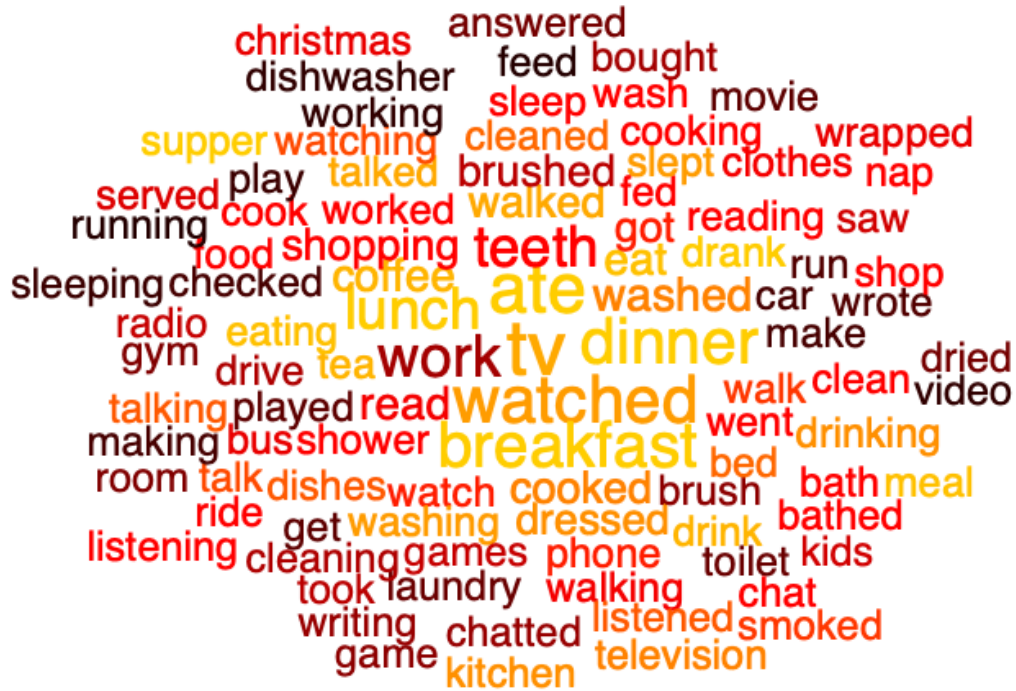 answered
christmas
feed bought
dishwasher
sleep wash movie
working
supper watching cleaned cooking wrapped
talked brushed slept clothes nap
served play fed
running cook worked walked got reading saw
food shopping teeth eat drank run shop
sleeping checked coffee ate washed car wrote
lunch
radio eating dinner make
gym tea work tv dried
drive watched walk clean video
talking played read went drinking
making bus shower breakfast
room talk dishes watch cooked brush bed bath meal
ride get washing dressed drink bathed
listening cleaning games phone toilet kids
took laundry walking chat
writing chatted listened smoked
game kitchen television